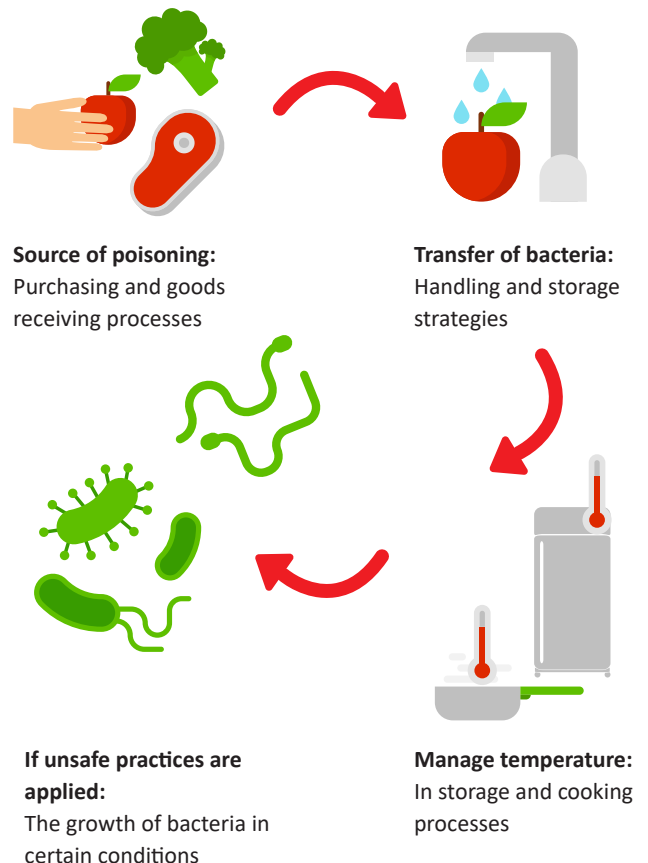 Source of poisoning:
Purchasing and goods
receiving processes
Transfer of bacteria:
Handling and storage
strategies
Manage temperature:
In storage and cooking
processes
If unsafe practices are
applied:
The growth of bacteria in
certain conditions